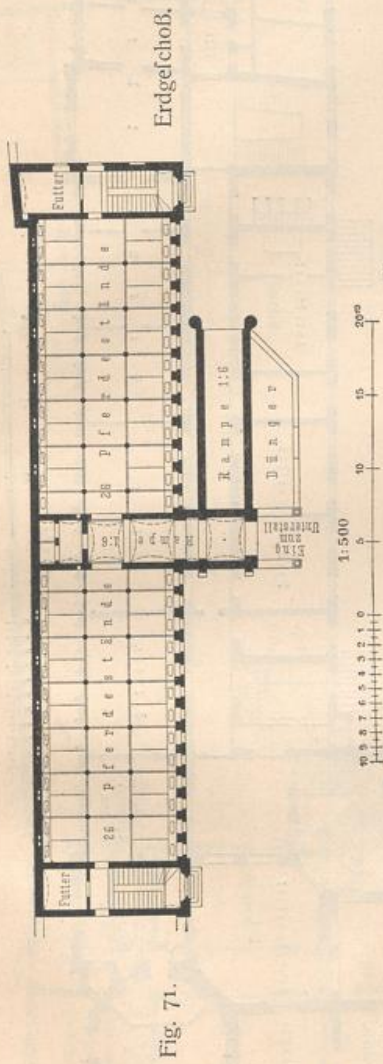 Fig. 71.
Erdgeſchoß.
Futter
26 Pferdestände
1:6
Rampe
26 Pferdestände
Futter
Rampe 1:6
Dünger
Eing
zum
Unterstall
1:500
10 9 8 7 6 5 4 3 2 1 0 5 10 15 20m